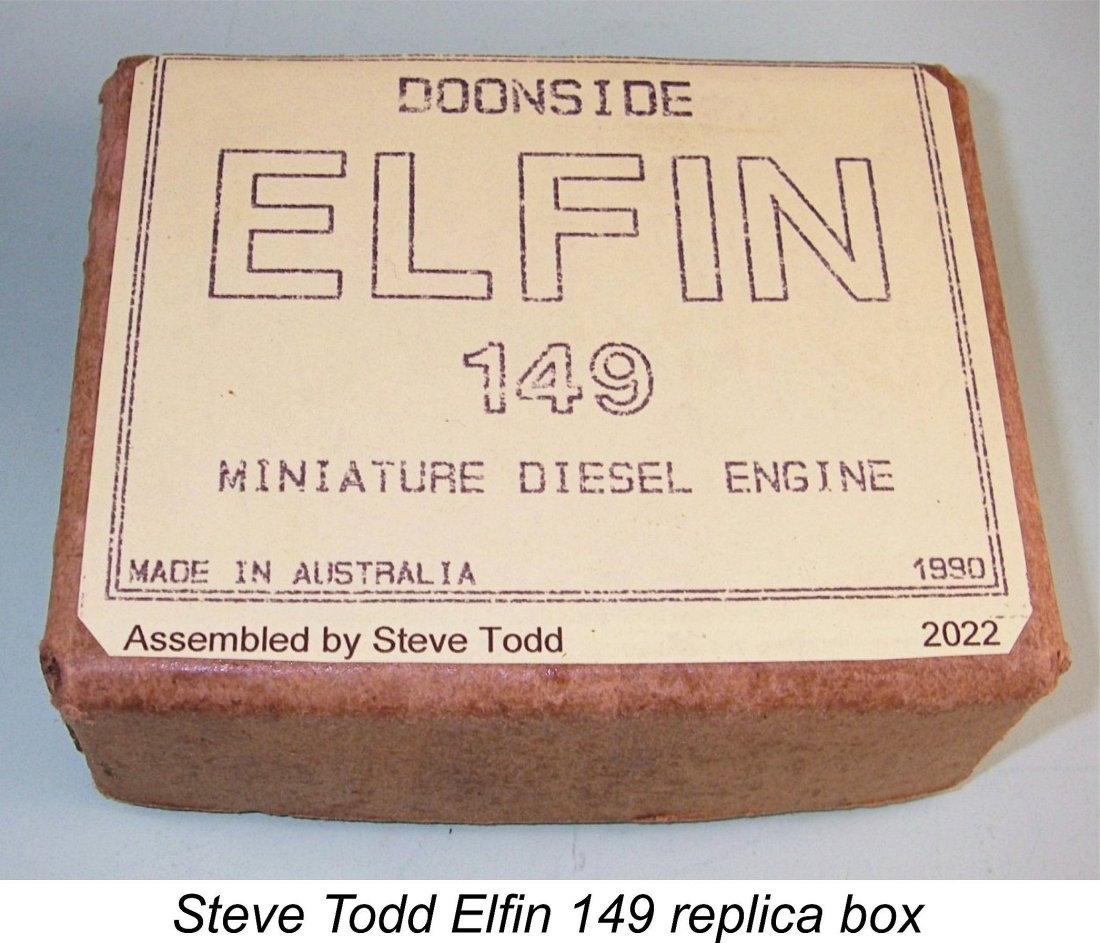 DOONSIDE
ELFIN
149
MINIATURE DIESEL ENGINE
MADE IN AUSTRALIA 1990
Assembled by Steve Todd 2022
Steve Todd Elfin 149 replica box